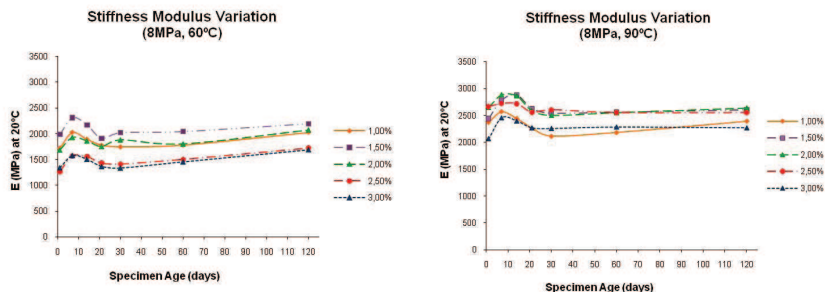 Stiffness Modulus Variation
(8MPa, 60ºC)
E (MPa) at 20ºC
3500
3000
2500
2000
1500
1000
500
0
0 10 20 30 40 50 60 70 80 90 100 110 120
Specimen Age (days)
1,00%
1,50%
2,00%
2,50%
3,00%
Stiffness Modulus Variation
(8MPa, 90ºC)
E (MPa) at 20ºC
3500
3000
2500
2000
1500
1000
500
0
0 10 20 30 40 50 60 70 80 90 100 110 120
Specimen Age (days)
1,00%
1,50%
2,00%
2,50%
3,00%